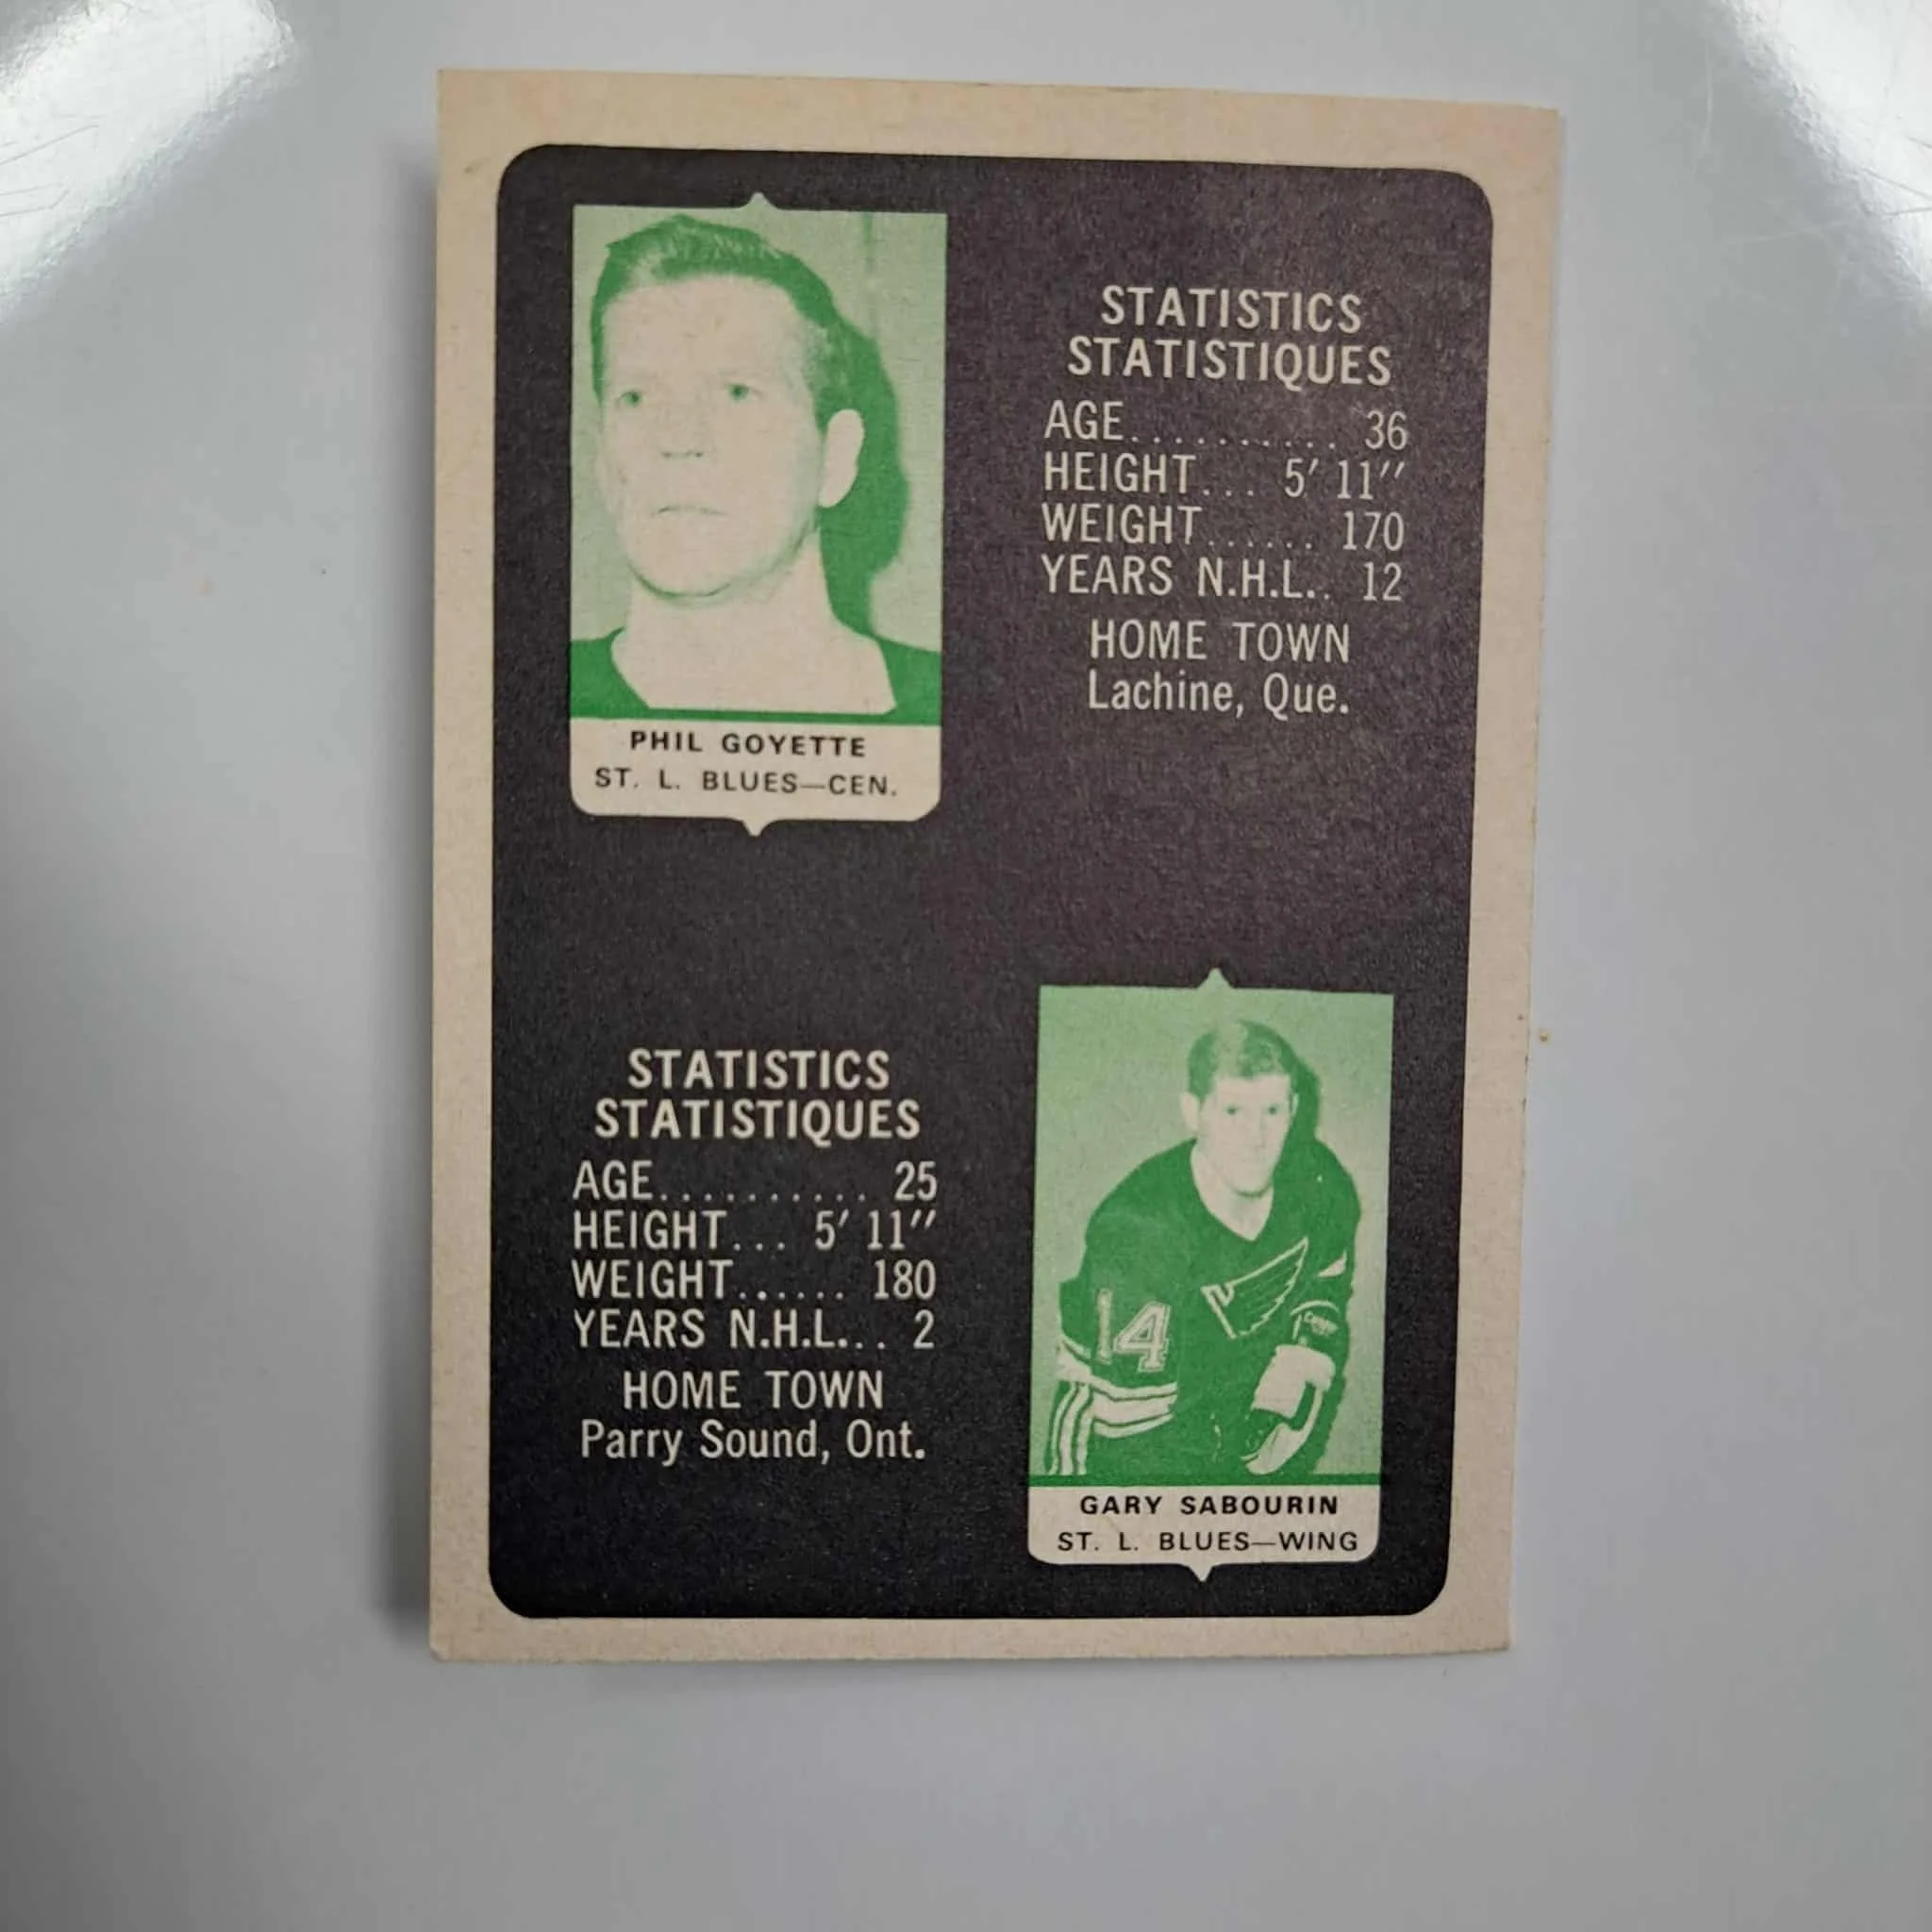 STATISTICS
STATISTIQUES
AGE.......... 36
HEIGHT... 5' 11"
WEIGHT...... 170
YEARS N.H.L.. 12
HOME TOWN
Lachine, Que.
PHIL GOYETTE
ST. L. BLUES—CEN.
STATISTICS
STATISTIQUES
AGE.......... 25
HEIGHT... 5' 11"
WEIGHT...... 180
YEARS N.H.L... 2
HOME TOWN
Parry Sound, Ont.
14
GARY SABOURIN
ST. L. BLUES—WING